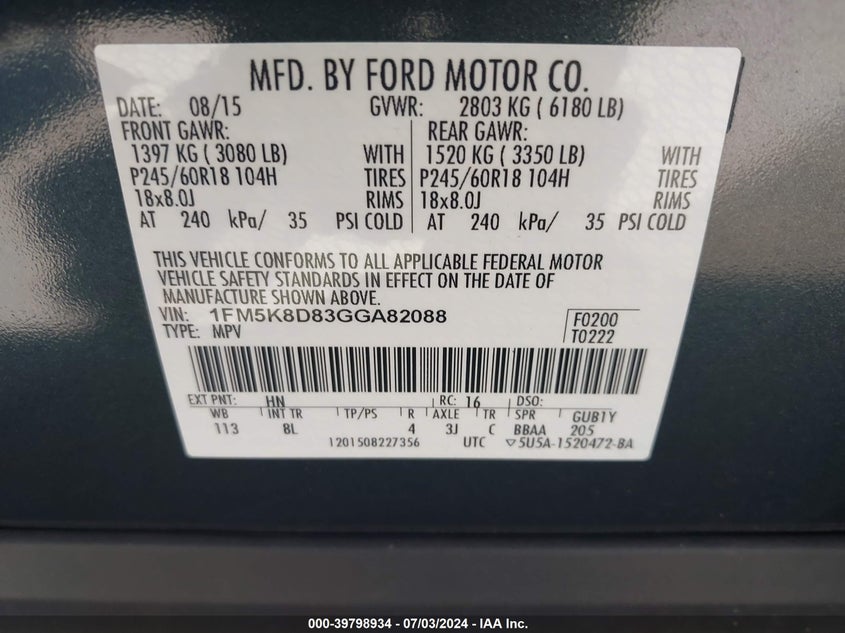 MFD. BY FORD MOTOR CO.
DATE: 08/15 GVWR: 2803 KG ( 6180 LB)
FRONT GAWR: REAR GAWR:
1397 KG ( 3080 LB) WITH 1520 KG ( 3350 LB) WITH
P245/60R18 104H TIRES P245/60R18 104H TIRES
18x8.0J RIMS 18x8.0J RIMS
AT 240 kPa/ 35 PSI COLD AT 240 kPa/ 35 PSI COLD
THIS VEHICLE CONFORMS TO ALL APPLICABLE FEDERAL MOTOR
VEHICLE SAFETY STANDARDS IN EFFECT ON THE DATE OF
MANUFACTURE SHOWN ABOVE.
VIN: 1FM5K8D83GGA82088 F0200
TYPE: MPV T0222
EXT PNT: HN RC: 16 DSO:
WB INT TR TP/PS R AXLE TR SPR GUB1Y
113 8L 4 3J C BBAA 205
1201508227356 UTC ▽5U5A-1520472-BA
000-39798934 / 07/03/2024 - IAA Inc.